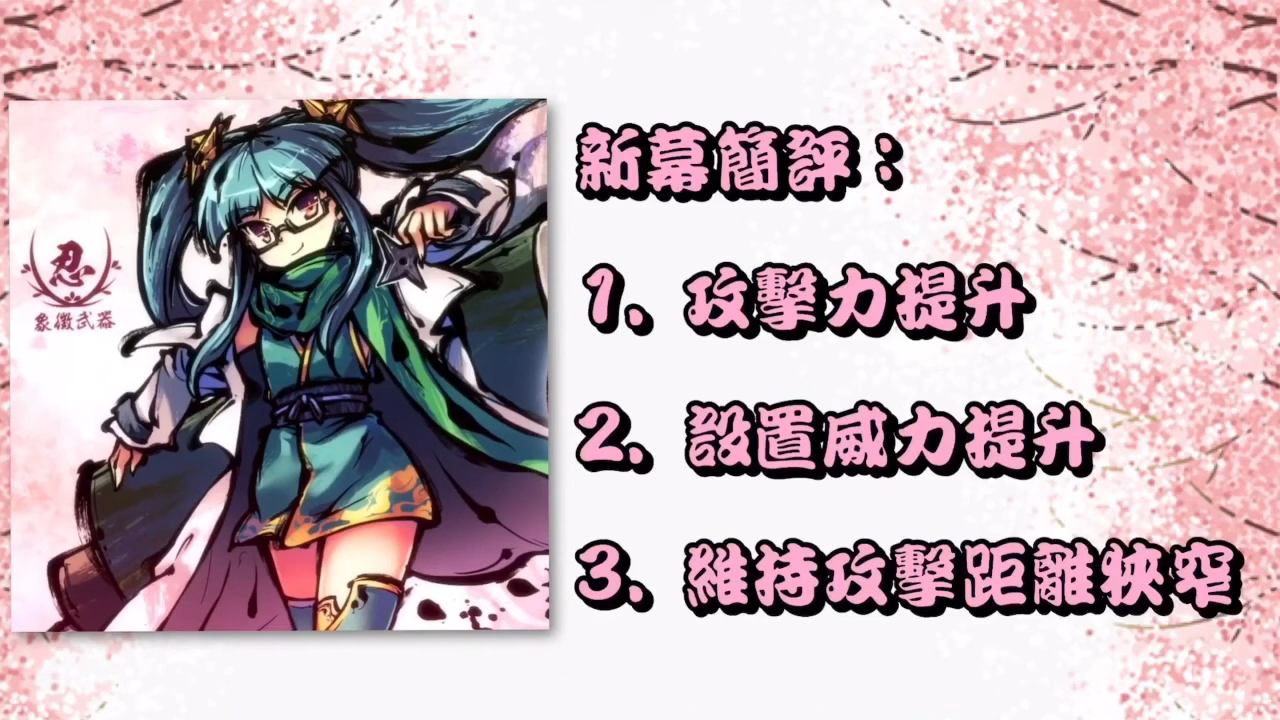 新幕簡評：
1、攻擊力提升
2、設置威力提升
3、維持攻擊距離狹窄
忍
象徵武器